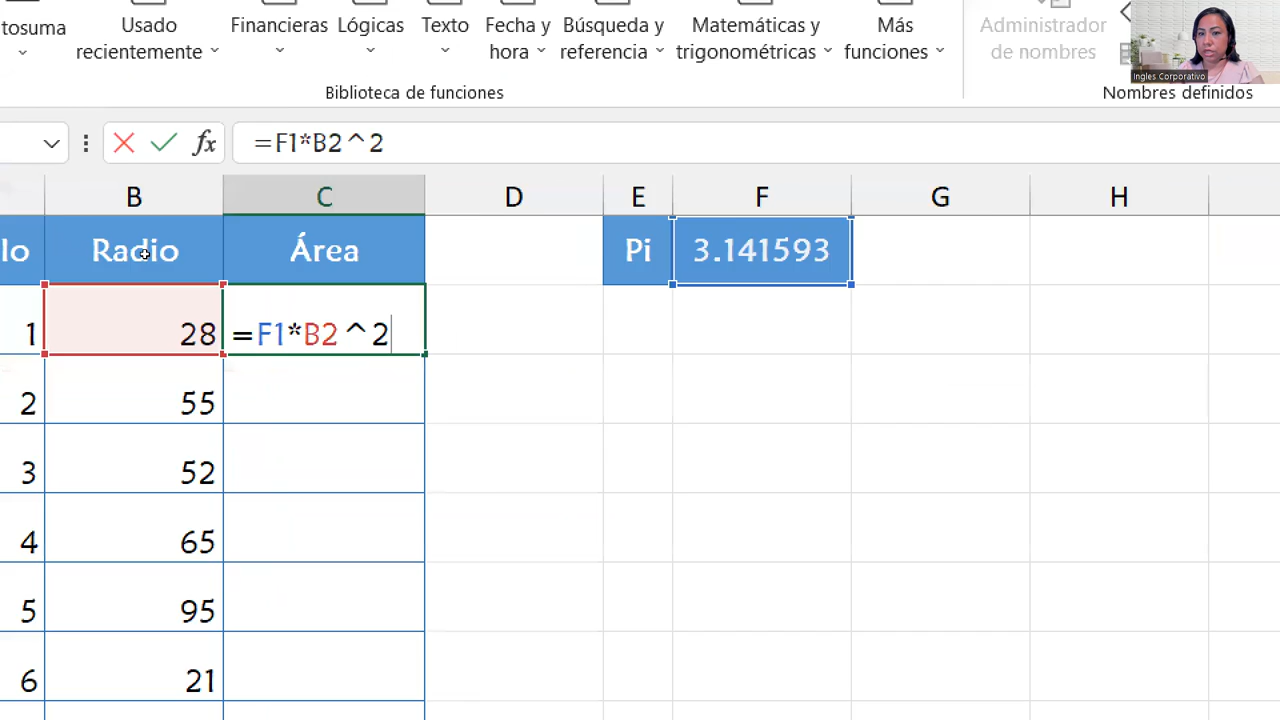 tosuma
Usado recientemente
Financieras
Lógicas
Texto
Fecha y hora
Búsqueda y referencia
Matemáticas y trigonométricas
Más funciones
Administrador de nombres
Ingles Corporativo
Biblioteca de funciones
Nombres definidos
fx =F1*B2^2
B C D E F G H
lo Radio Área Pi 3.141593
1 28 =F1*B2^2
2 55
3 52
4 65
5 95
6 21